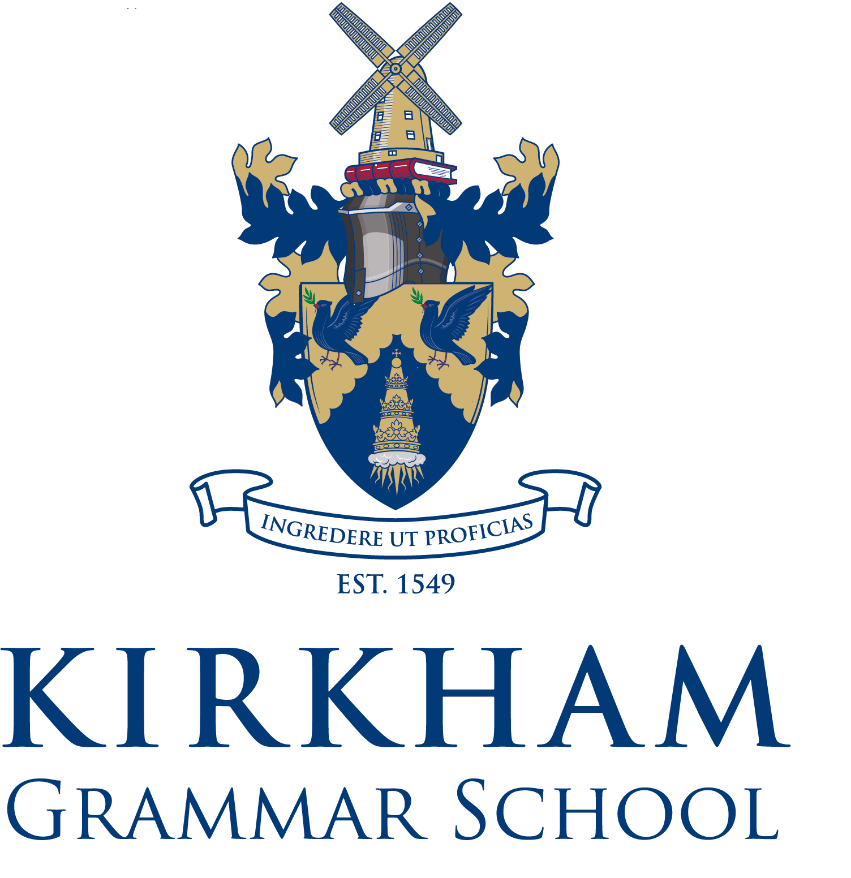 INGREDERE UT PROFICIAS
EST. 1549
KIRKHAM
GRAMMAR SCHOOL